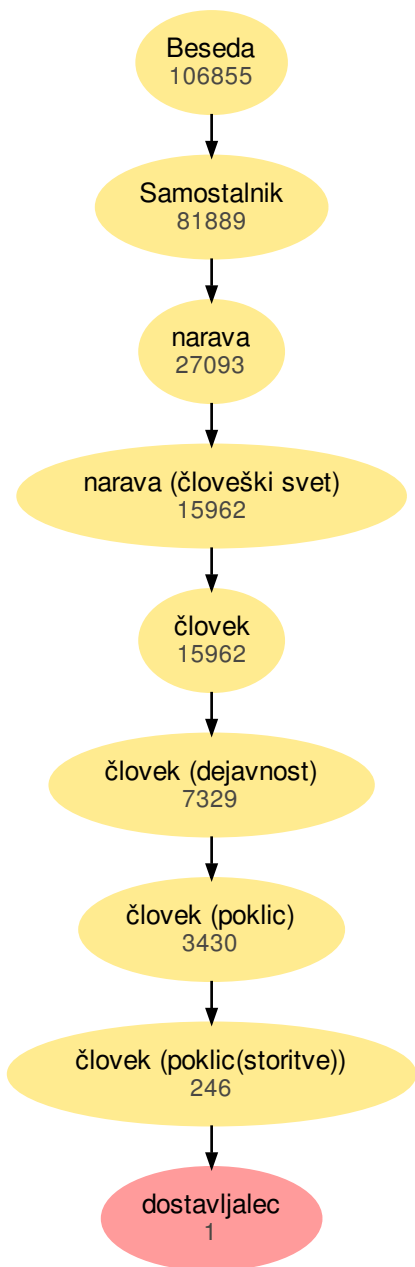 Beseda
106855
Samostalnik
81889
narava
27093
narava (človeški svet)
15962
človek
15962
človek (dejavnost)
7329
človek (poklic)
3430
človek (poklic(storitve))
246
dostavljalec
1